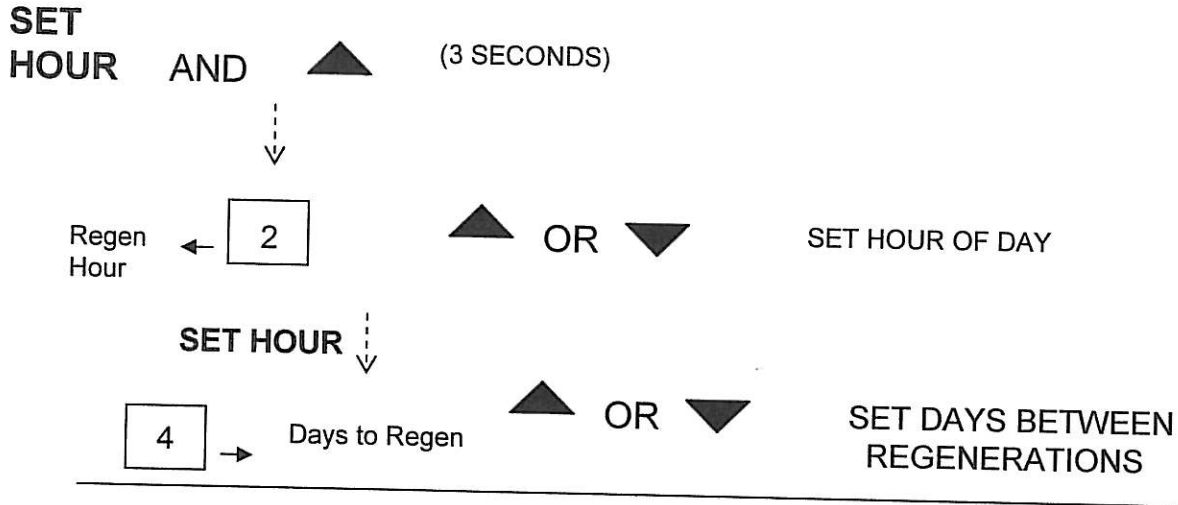 SET
HOUR AND ▲ (3 SECONDS)
Regen
Hour
2
▲ OR ▼ SET HOUR OF DAY
SET HOUR
4 Days to Regen ▲ OR ▼ SET DAYS BETWEEN
REGENERATIONS